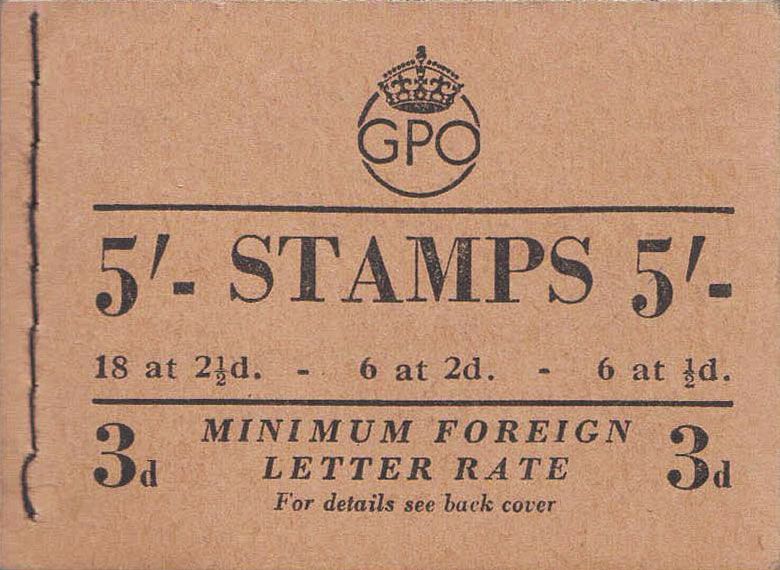 GPO
5'- STAMPS 5'-
18 at 2½d. - 6 at 2d. - 6 at ½d.
3d MINIMUM FOREIGN 3d
LETTER RATE
For details see back cover